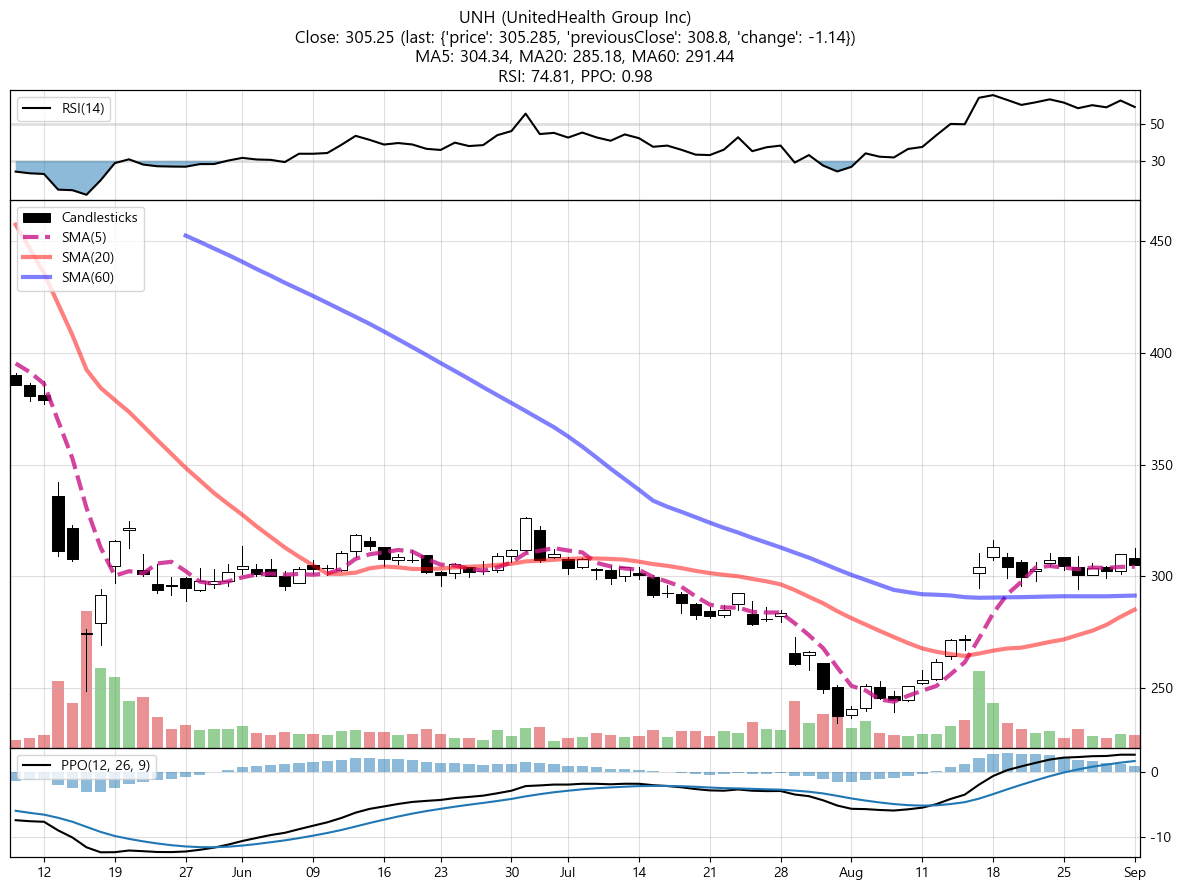 UNH (UnitedHealth Group Inc)
Close: 305.25 (last: {'price': 305.285, 'previousClose': 308.8, 'change': -1.14})
MA5: 304.34, MA20: 285.18, MA60: 291.44
RSI: 74.81, PPO: 0.98
RSI(14)
50
30
Candlesticks
SMA(5)
SMA(20)
SMA(60)
450
400
350
300
250
PPO(12, 26, 9)
0
-10
12 19 27 Jun 09 16 23 30 Jul 14 21 28 Aug 11 18 25 Sep